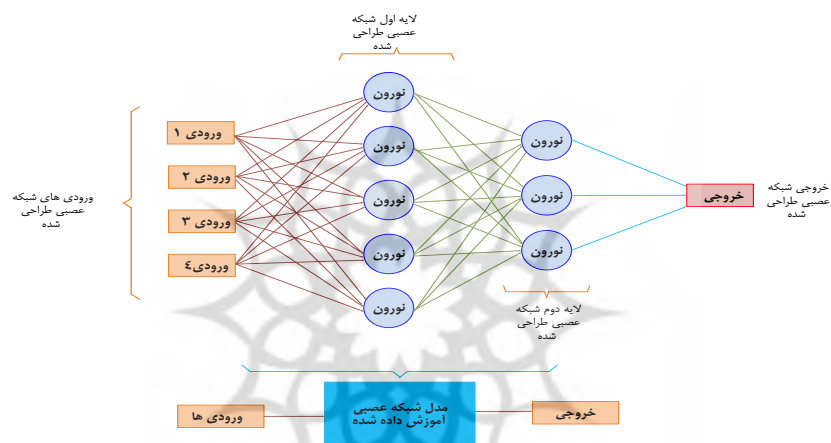 لایه اول شبکه
عصبی طراحی
شده
نورون
نورون
نورون
نورون
نورون
نورون
نورون
نورون
ورودی ۱
ورودی ۲
ورودی ۳
ورودی٤
ورودی های شبکه
عصبی طراحی
شده
خروجی
خروجی شبکه
عصبی طراحی
شده
لایه دوم شبکه
عصبی طراحی
شده
ورودی ها
مدل شبکه عصبی
آموزش داده شده
خروجی